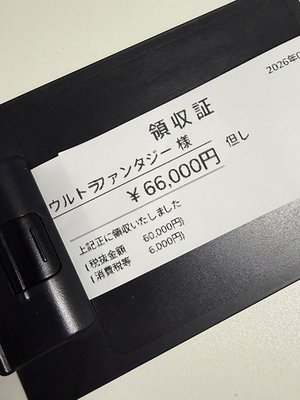 2026年
領収証
ウルトラファンタジー 様
¥66,000円 但し
上記正に領収いたしました
(税抜金額 60,000円)
(消費税等 6,000円)